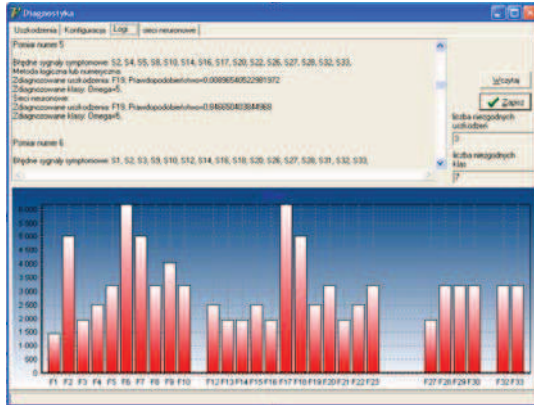 Diagnostyka
Uszkodzenia Konfiguracja Logi sieci neuronowe
Pomiar numer 5
Błędne sygnały symptomowe: S2, S4, S5, S8, S10, S14, S16, S17, S20, S22, S26, S27, S28, S32, S33,
Metoda logiczna lub numeryczna
Zdiagnozowane uszkodzenia: F19; Prawdopodobieństwo=0.00896540522981972
Zdiagnozowane klasy: Omega=5,
Sieci neuronowe
Zdiagnozowane uszkodzenia: F19; Prawdopodobieństwo=0.846650403844968
Zdiagnozowane klasy: Omega=5,
Pomiar numer 6
Błędne sygnały symptomowe: S1, S2, S3, S9, S10, S12, S14, S16, S18, S20, S26, S27, S28, S31, S32, S33,
Wczytaj
Zapisz
liczba niezgodnych
uszkodzeń
3
liczba niezgodnych
klas
7
6 000
5 500
5 000
4 500
4 000
3 500
3 000
2 500
2 000
1 500
1 000
500
0
F1 F2 F3 F4 F5 F6 F7 F8 F9 F10 F12 F13 F14 F15 F16 F17 F18 F19 F20 F21 F22 F23 F27 F28 F29 F30 F32 F33